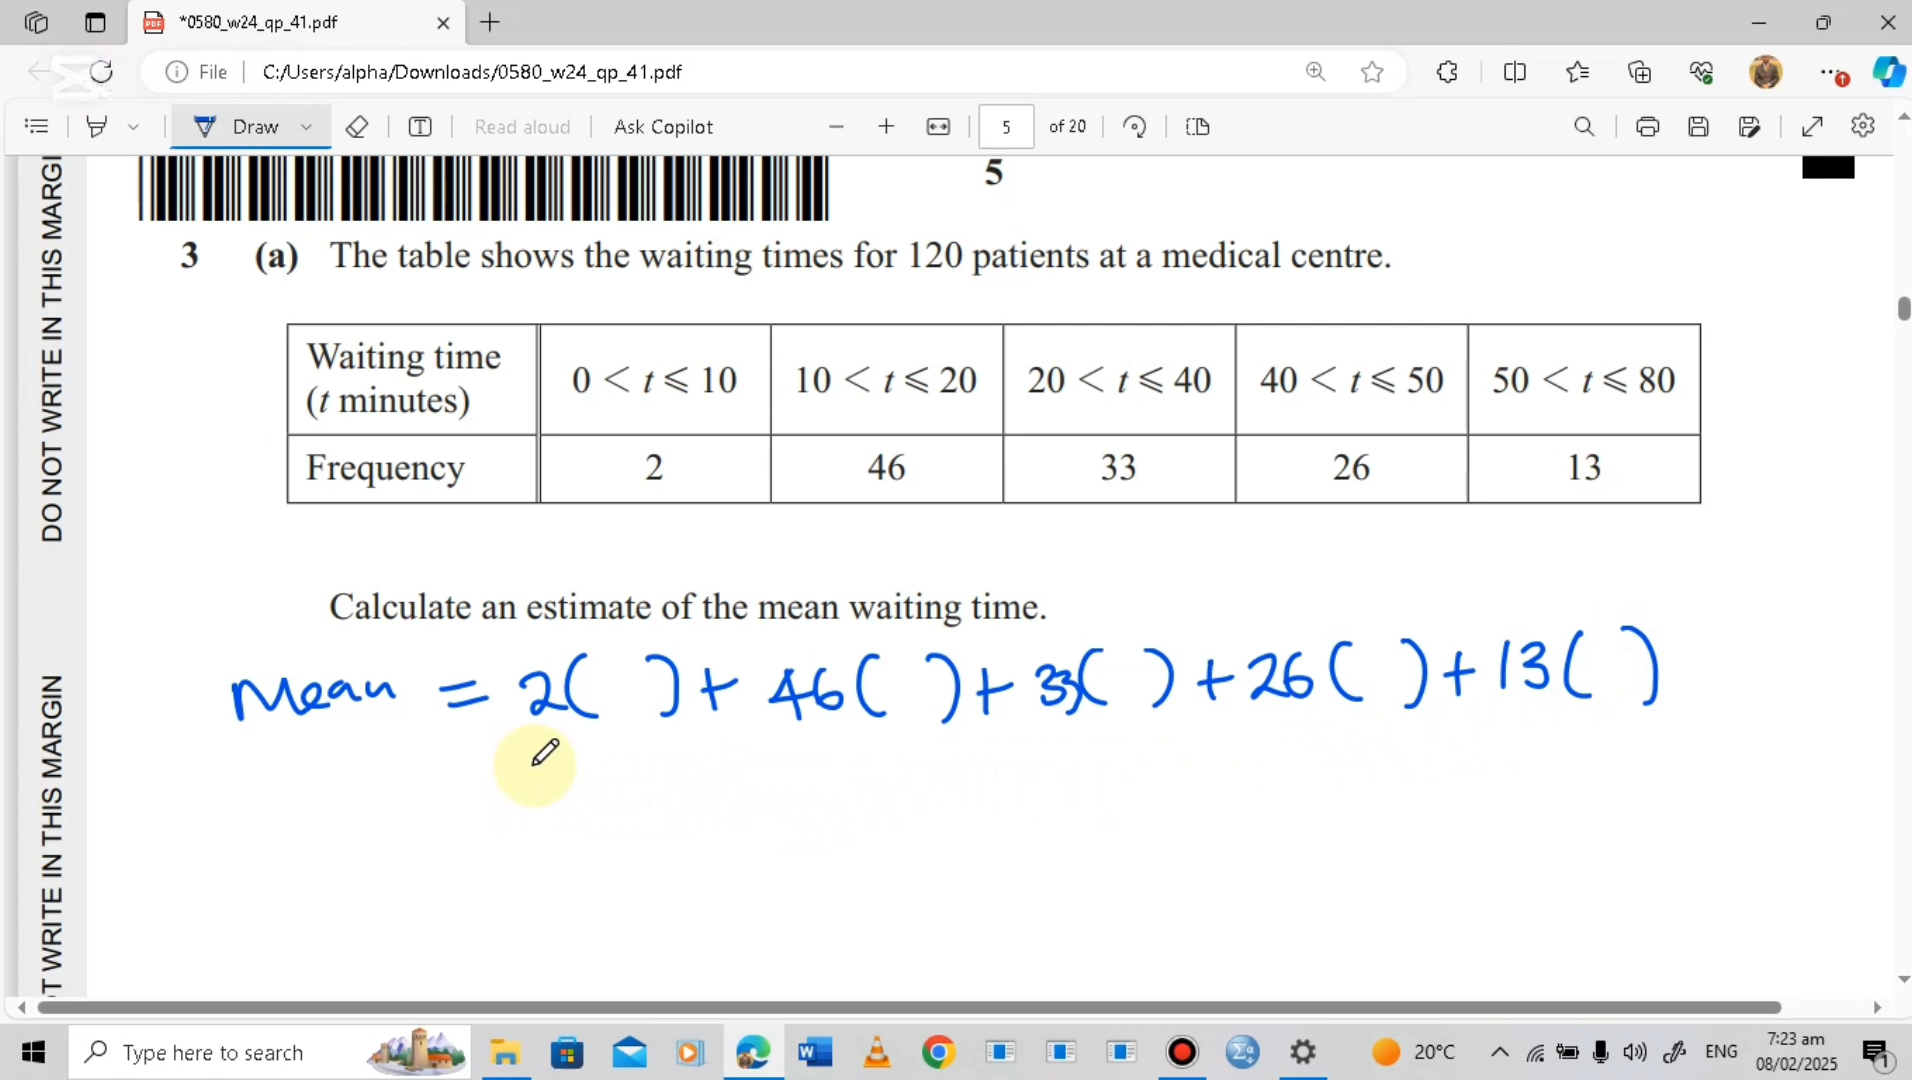 *0580_w24_qp_41.pdf
File C:/Users/alpha/Downloads/0580_w24_qp_41.pdf
Draw Read aloud Ask Copilot 5 of 20
5
3 (a) The table shows the waiting times for 120 patients at a medical centre.
Waiting time (t minutes) 0 < t ⩽ 10 10 < t ⩽ 20 20 < t ⩽ 40 40 < t ⩽ 50 50 < t ⩽ 80
Frequency 2 46 33 26 13
Calculate an estimate of the mean waiting time.
Mean = 2( ) + 46( ) + 33( ) + 26( ) + 13( )
DO NOT WRITE IN THIS MARGI
OT WRITE IN THIS MARGIN
Type here to search 20°C ENG 7:23 am
08/02/2025 1